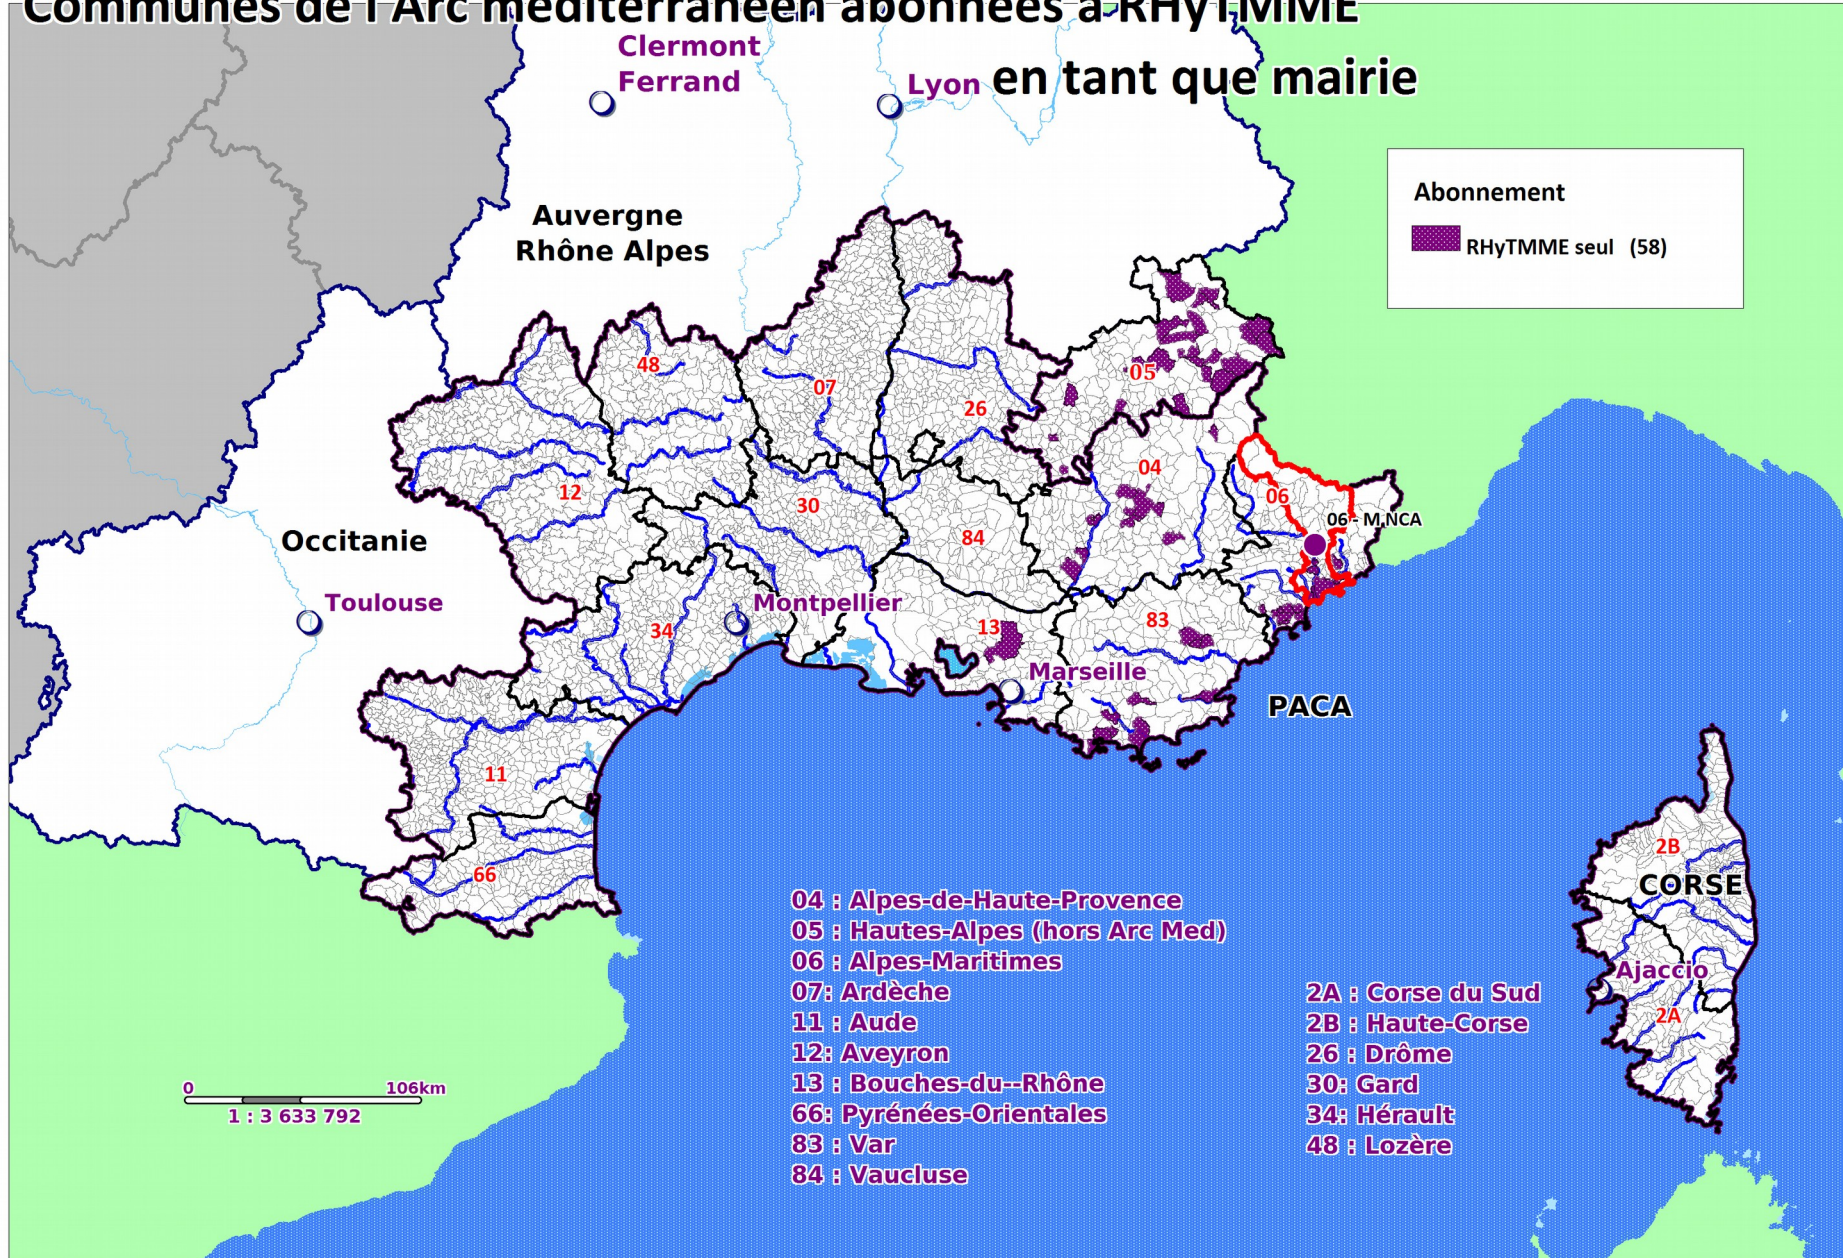 Communes de l'Arc méditerranéen abonnées à RHyTMME
en tant que mairie
Clermont
Ferrand
Lyon
Abonnement
RHyTMME seul (58)
Auvergne
Rhône Alpes
48
07
26
05
04
12
30
84
06
06 - M NCA
Occitanie
Toulouse
Montpellier
34
13
83
Marseille
PACA
11
66
2B
CORSE
Ajaccio
2A
04 : Alpes-de-Haute-Provence
05 : Hautes-Alpes (hors Arc Med)
06 : Alpes-Maritimes
07: Ardèche
11 : Aude
12: Aveyron
13 : Bouches-du--Rhône
66: Pyrénées-Orientales
83 : Var
84 : Vaucluse
2A : Corse du Sud
2B : Haute-Corse
26 : Drôme
30: Gard
34: Hérault
48 : Lozère
0 106km
1 : 3 633 792